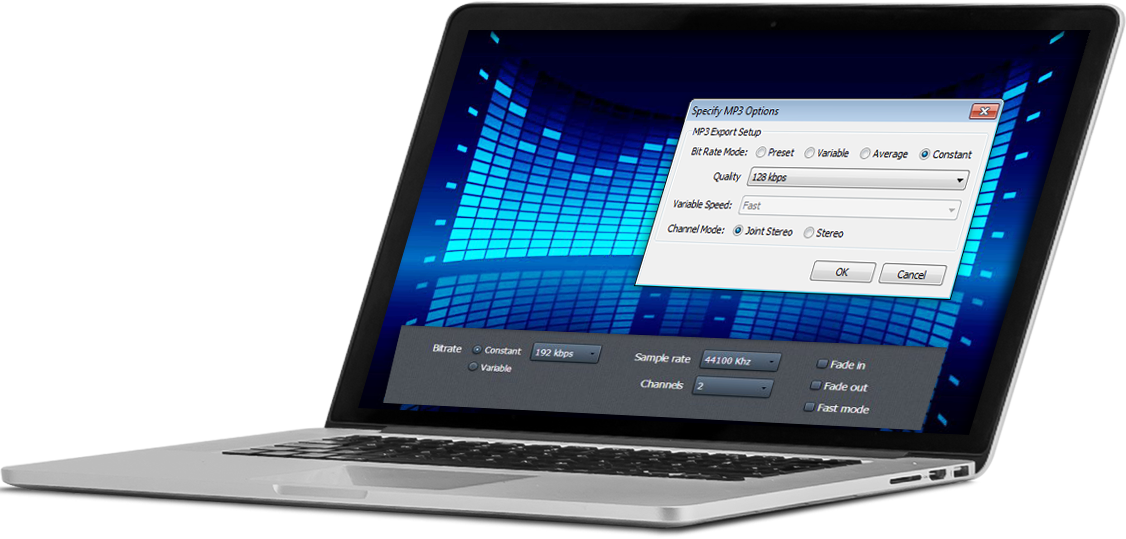 Specify MP3 Options
MP3 Export Setup
Bit Rate Mode: Preset Variable Average Constant
Quality 128 kbps
Variable Speed: Fast
Channel Mode: Joint Stereo Stereo
OK Cancel
Bitrate Constant 192 kbps Sample rate 44100 Khz Fade in
Variable Channels 2 Fade out
Fast mode